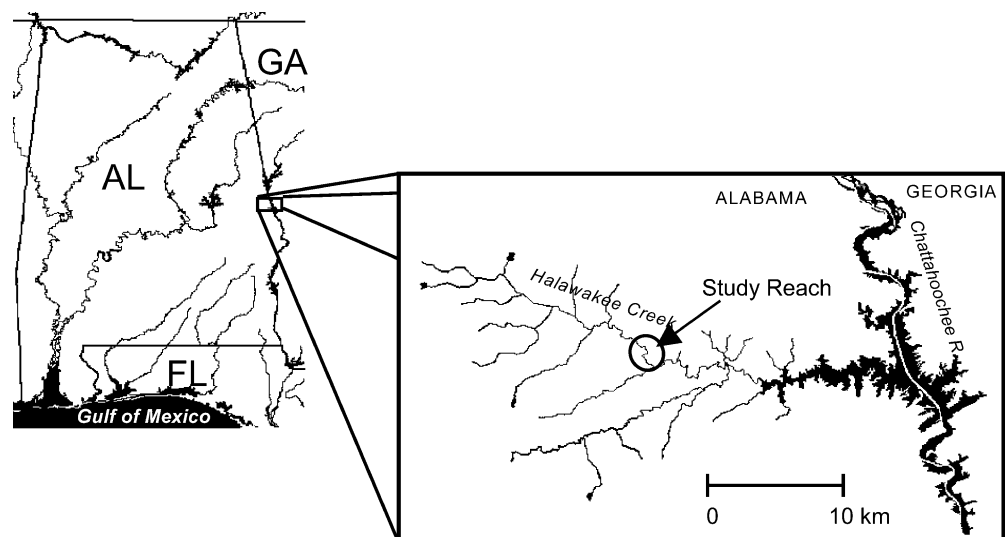 GA
AL
FL
Gulf of Mexico
ALABAMA
GEORGIA
Chattahoochee R.
Halawakee Creek
Study Reach
0
10 km